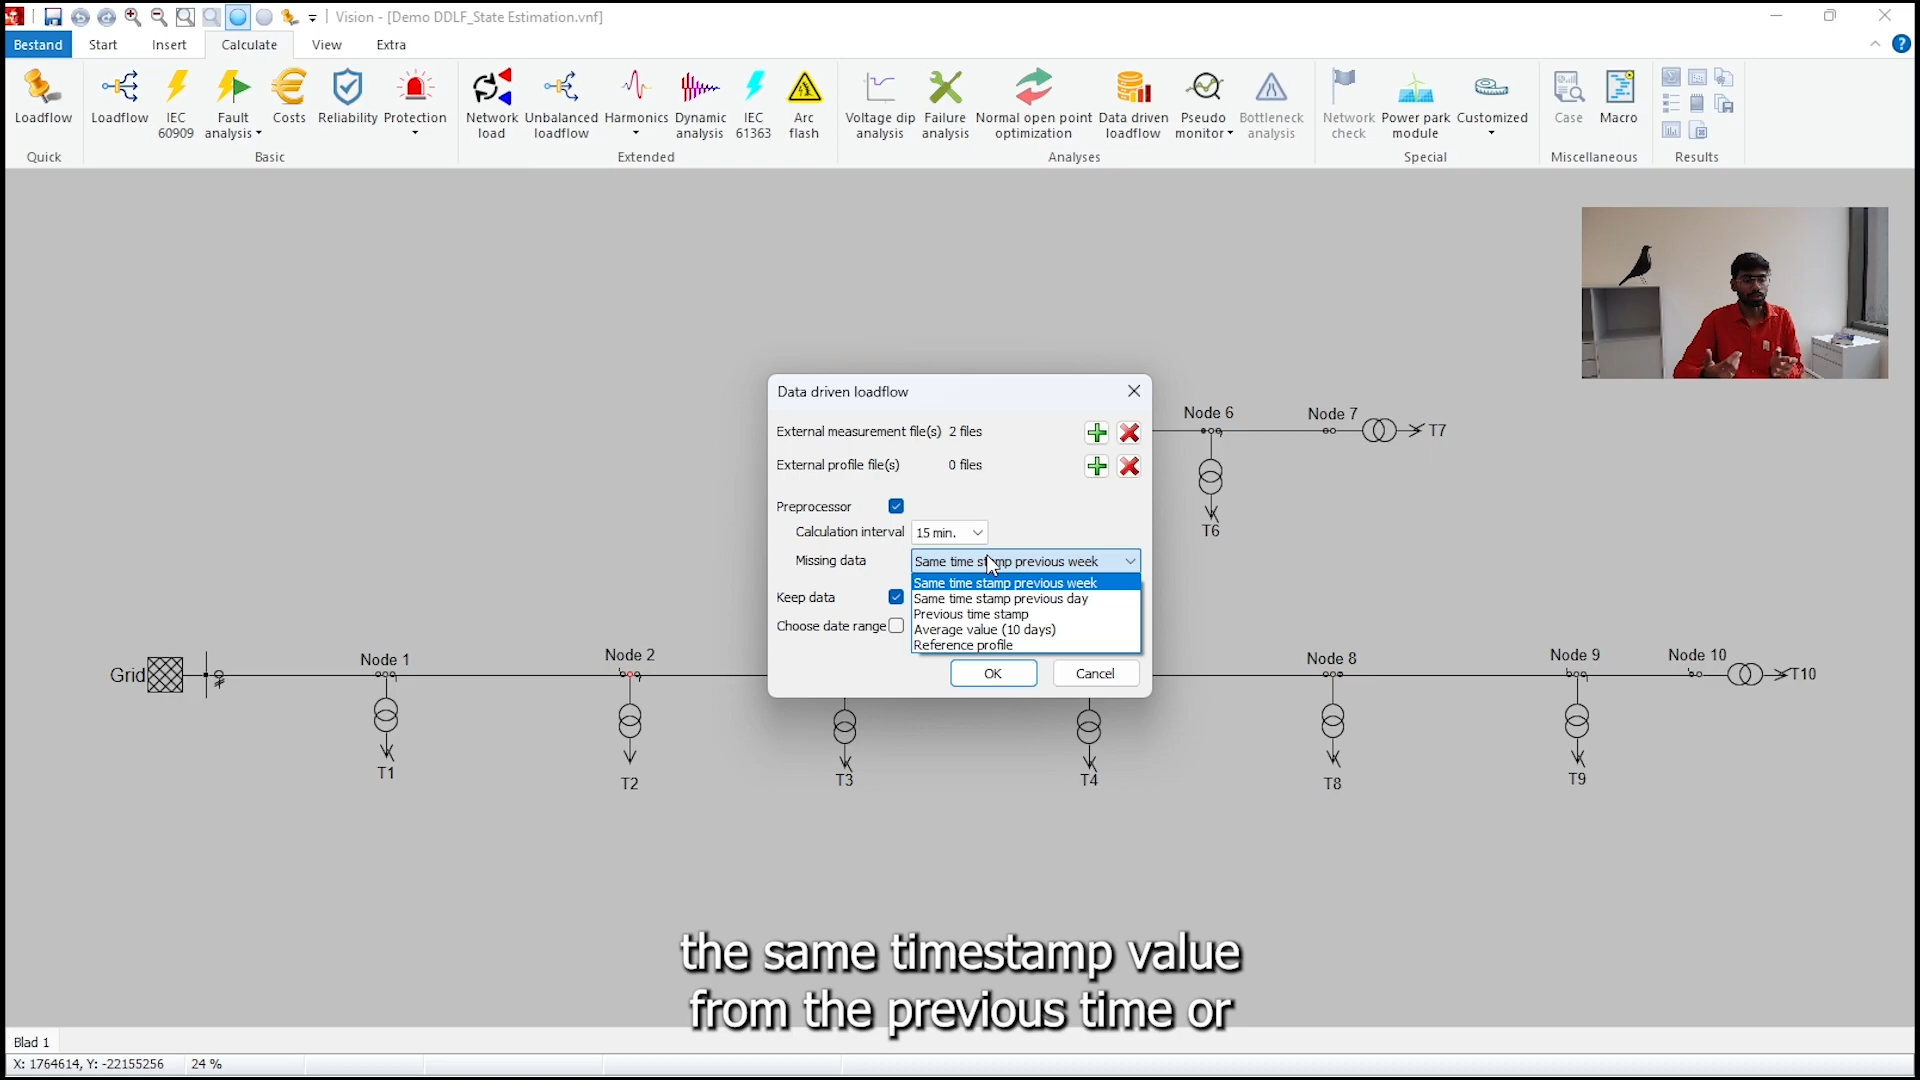 Vision - [Demo DDLF_State Estimation.vnf]
Bestand Start Insert Calculate View Extra
Loadflow
Quick
Loadflow
IEC 60909
Fault analysis
Costs
Reliability
Protection
Basic
Network load
Unbalanced loadflow
Harmonics
Dynamic analysis
IEC 61363
Arc flash
Extended
Voltage dip analysis
Failure analysis
Normal open point optimization
Data driven loadflow
Pseudo monitor
Bottleneck analysis
Analyses
Network check
Power park module
Customized
Special
Case
Macro
Miscellaneous
Results
Data driven loadflow
External measurement file(s) 2 files
External profile file(s) 0 files
Preprocessor
Calculation interval 15 min.
Missing data Same time stamp previous week
Same time stamp previous week
Keep data
Same time stamp previous day
Previous time stamp
Choose date range
Average value (10 days)
Reference profile
OK Cancel
Node 6
Node 7
T7
T6
Grid
Node 1
Node 2
Node 8
Node 9
Node 10
T10
T1
T2
T3
T4
T8
T9
the same timestamp value
from the previous time or
Blad 1
X: 1764614, Y: -22155256 24 %